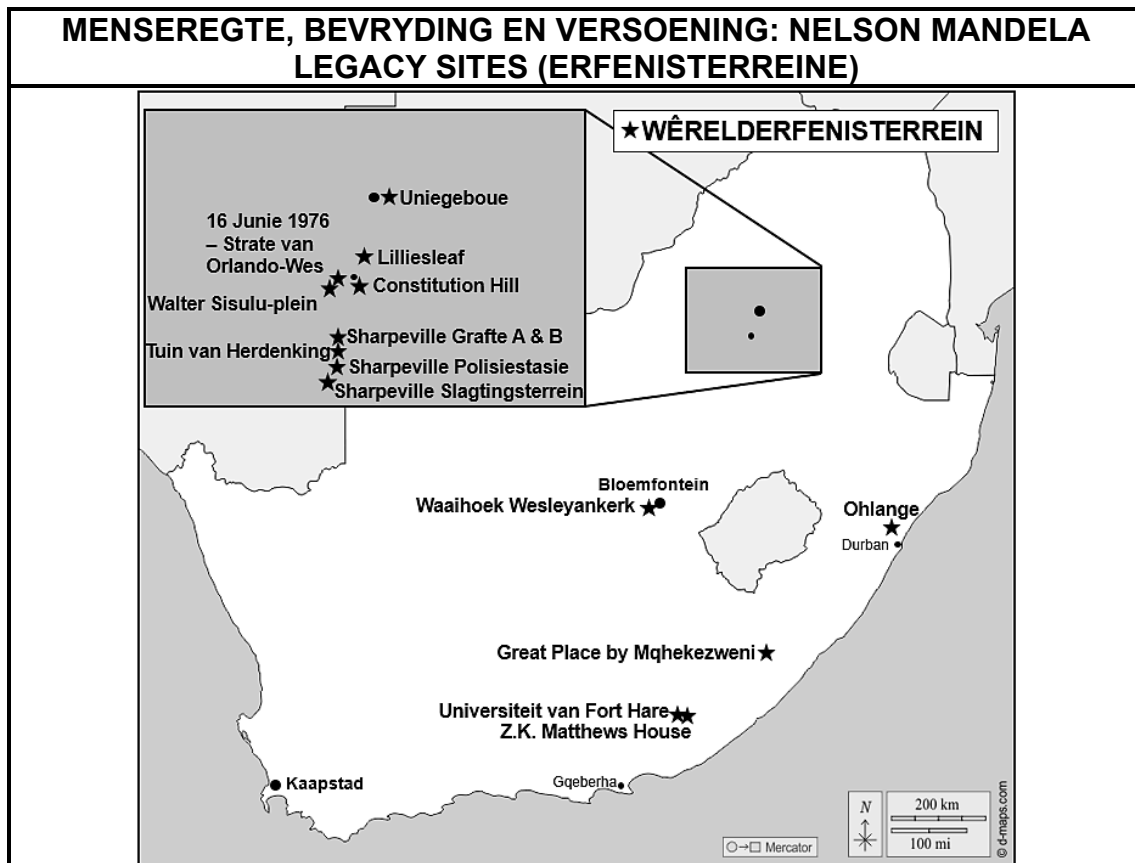 MENSEREGTE, BEVRYDING EN VERSOENING: NELSON MANDELA
LEGACY SITES (ERFENISTERREINE)
★WÊRELDERFENISTERREIN
Uniegeboue
16 Junie 1976
– Strate van
Orlando-Wes
Lilliesleaf
Constitution Hill
Walter Sisulu-plein
Sharpeville Grafte A & B
Tuin van Herdenking
Sharpeville Polisiestasie
Sharpeville Slagtingsterrein
Bloemfontein
Waaihoek Wesleyankerk
Ohlange
Durban
Great Place by Mqhekezweni
Universiteit van Fort Hare
Z.K. Matthews House
Kaapstad
Gqeberha
N
200 km
100 mi
Mercator
© d-maps.com